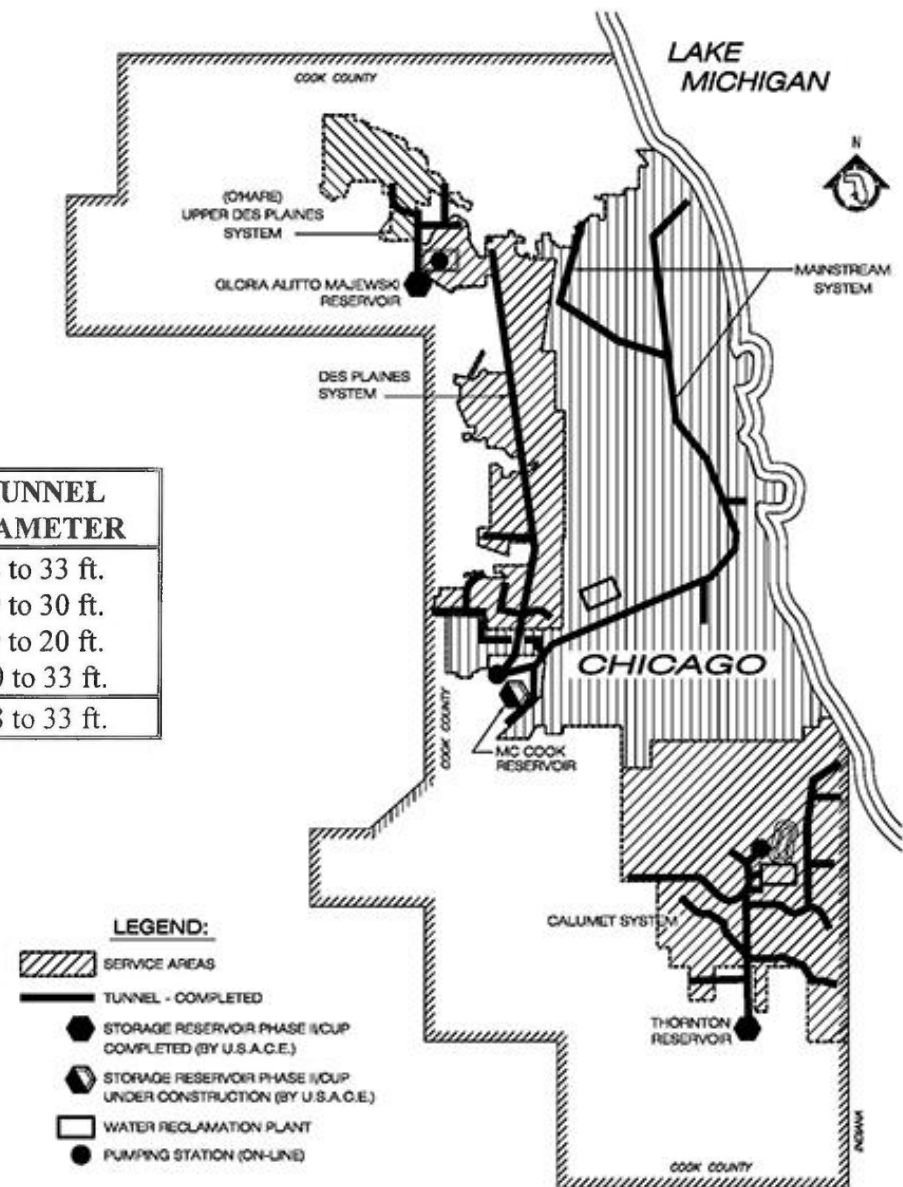 LAKE
MICHIGAN
COOK COUNTY
N
(O'HARE)
UPPER DES PLAINES
SYSTEM
GLORIA ALITTO MAJEWSKI
RESERVOIR
MAINSTREAM
SYSTEM
DES PLAINES
SYSTEM
UNNEL
AMETER
to 33 ft.
to 30 ft.
to 20 ft.
to 33 ft.
to 33 ft.
CHICAGO
COOK COUNTY
MC COOK
RESERVOIR
CALUMET SYSTEM
THORNTON
RESERVOIR
LEGEND:
SERVICE AREAS
TUNNEL - COMPLETED
STORAGE RESERVOIR PHASE II/CUP
COMPLETED (BY U.S.A.C.E.)
STORAGE RESERVOIR PHASE II/CUP
UNDER CONSTRUCTION (BY U.S.A.C.E.)
WATER RECLAMATION PLANT
PUMPING STATION (ON-LINE)
INDIANA
COOK COUNTY